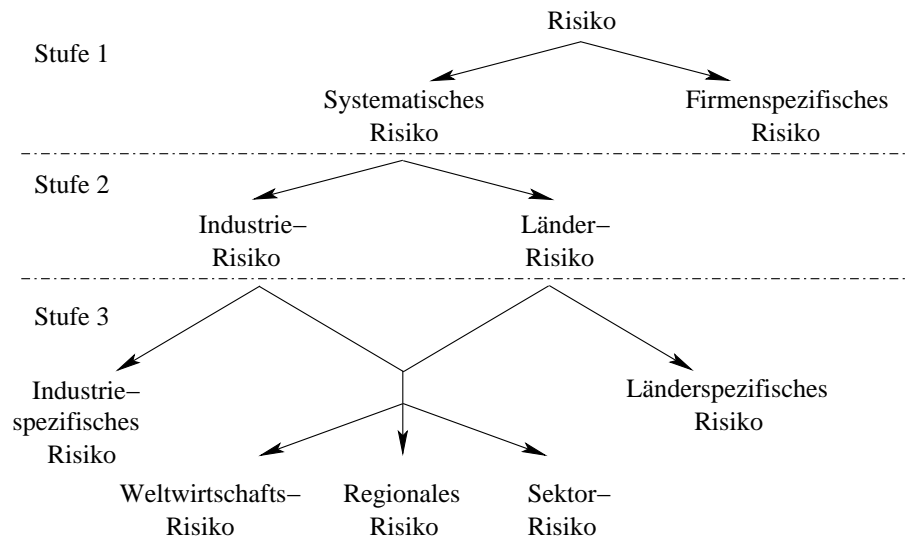 Risiko
Stufe 1
Systematisches
Risiko
Firmenspezifisches
Risiko
Stufe 2
Industrie–
Risiko
Länder–
Risiko
Stufe 3
Industrie–
spezifisches
Risiko
Länderspezifisches
Risiko
Weltwirtschafts–
Risiko
Regionales
Risiko
Sektor–
Risiko